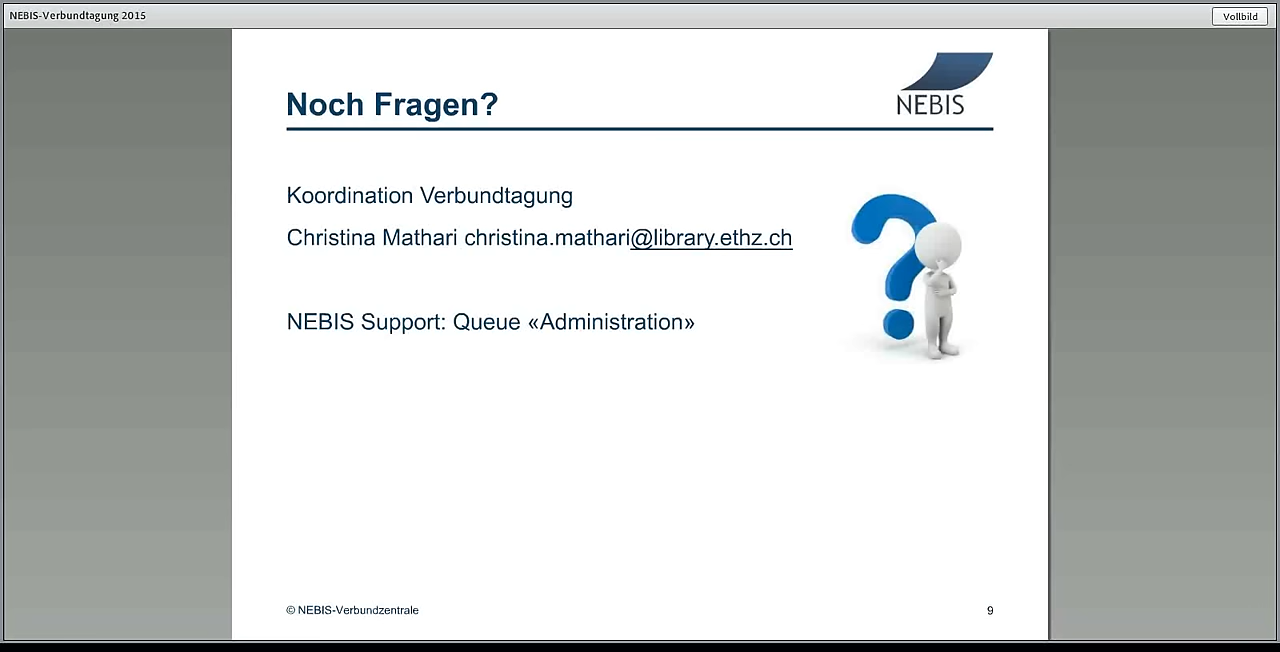 NEBIS-Verbundtagung 2015
Vollbild
NEBIS
Noch Fragen?
Koordination Verbundtagung
Christina Mathari christina.mathari@library.ethz.ch
NEBIS Support: Queue «Administration»
© NEBIS-Verbundzentrale
9